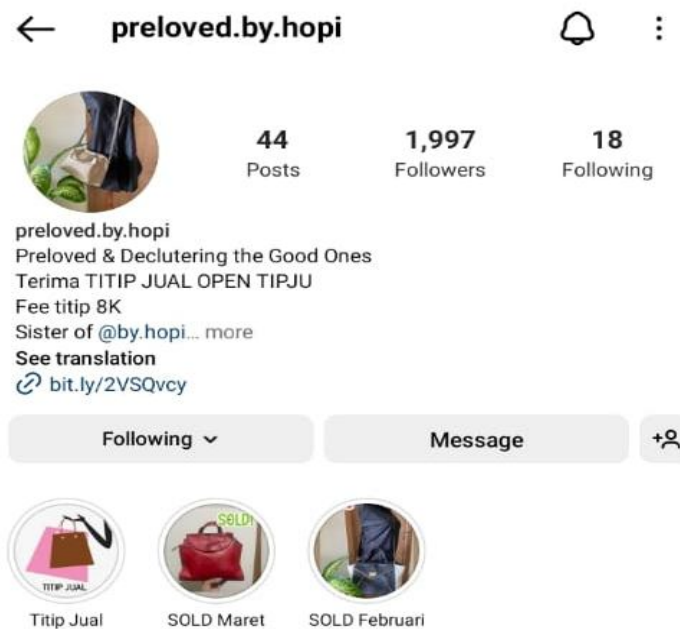 preloved.by.hopi
44
Posts
1,997
Followers
18
Following
preloved.by.hopi
Preloved & Declutering the Good Ones
Terima TITIP JUAL OPEN TIPJU
Fee titip 8K
Sister of @by.hopi... more
See translation
bit.ly/2VSQvcy
Following
Message
TITIP JUAL
SOLD!
Titip Jual
SOLD Maret
SOLD Februari